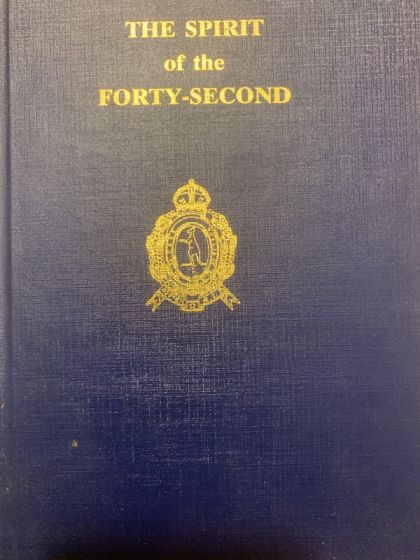 THE SPIRIT
of the
FORTY-SECOND